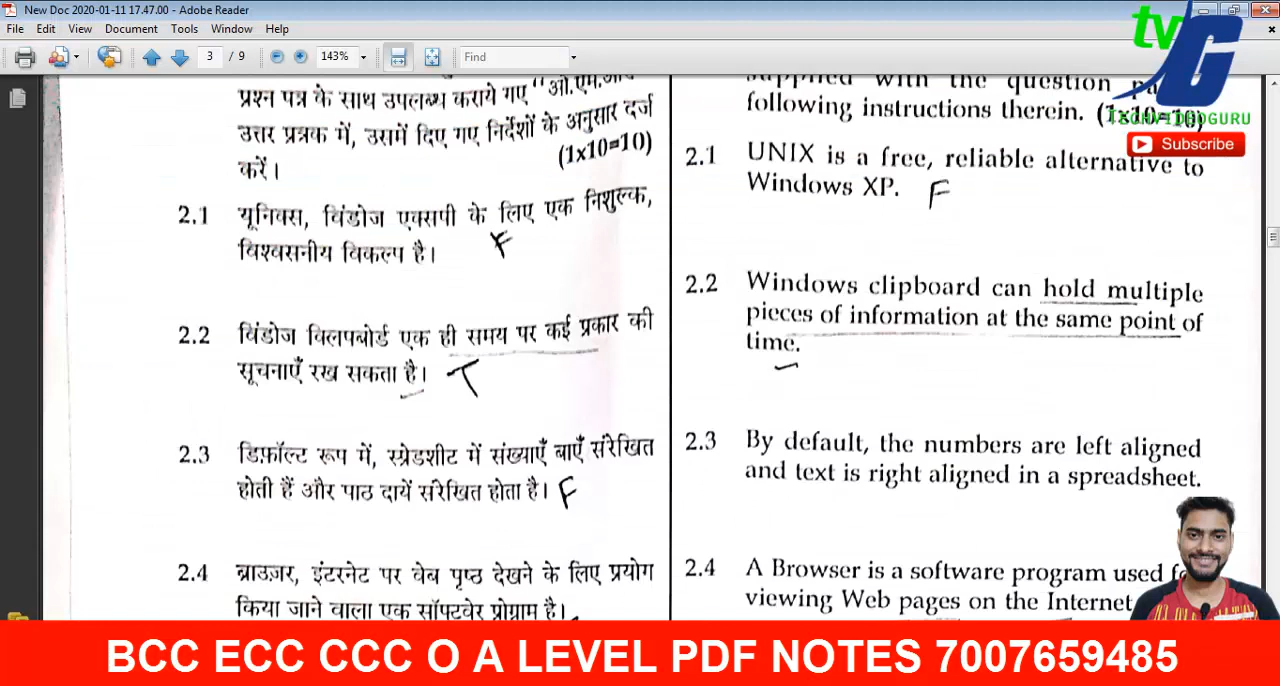 New Doc 2020-01-11 17.47.00 - Adobe Reader
File Edit View Document Tools Window Help
3 / 9 143% Find
प्रश्न पत्र के साथ उपलब्ध कराये गए "ओ.एम.आर
उत्तर प्रत्रक में, उसमें दिए गए निर्देशों के अनुसार दर्ज
करें। (1x10=10)
2.1 यूनिक्स, विंडोज एक्सपी के लिए एक निशुल्क,
विश्वसनीय विकल्प है। F
2.2 विंडोज क्लिपबोर्ड एक ही समय पर कई प्रकार की
सूचनाएँ रख सकता है। T
2.3 डिफ़ॉल्ट रूप में, स्प्रेडशीट में संख्याएँ बाएँ संरेखित
होती हैं और पाठ दायें संरेखित होता है। F
2.4 ब्राउज़र, इंटरनेट पर वेब पृष्ठ देखने के लिए प्रयोग
किया जाने वाला एक सॉफ्टवेर प्रोग्राम है।
supplied with the question
following instructions therein. (1x10=10)
2.1 UNIX is a free, reliable alternative to
Windows XP. F
2.2 Windows clipboard can hold multiple
pieces of information at the same point of
time.
2.3 By default, the numbers are left aligned
and text is right aligned in a spreadsheet.
2.4 A Browser is a software program used
viewing Web pages on the Internet
tv G
TECHVIDEOGURU
Subscribe
BCC ECC CCC O A LEVEL PDF NOTES 7007659485